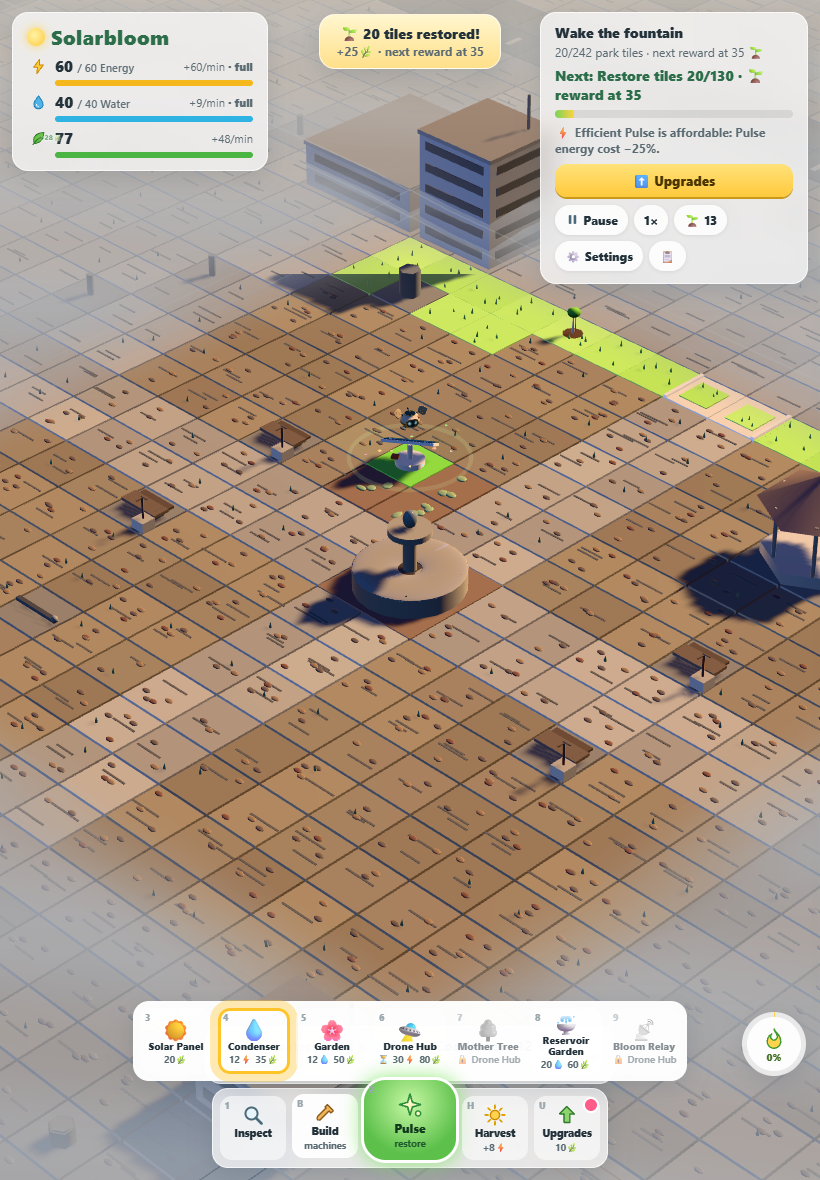 Solarbloom
60 / 60 Energy +60/min • full
40 / 40 Water +9/min • full
77 +48/min
20 tiles restored!
+25 · next reward at 35
Wake the fountain
20/242 park tiles · next reward at 35
Next: Restore tiles 20/130 ·
reward at 35
Efficient Pulse is affordable: Pulse
energy cost −25%.
Upgrades
Pause 1× 13
Settings
3 Solar Panel 20
4 Condenser 12 35
5 Garden 12 50
6 Drone Hub 30 80
7 Mother Tree Drone Hub
8 Reservoir Garden 20 60
9 Bloom Relay Drone Hub
0%
1 Inspect
B Build machines
Pulse restore
H Harvest +8
U Upgrades 10